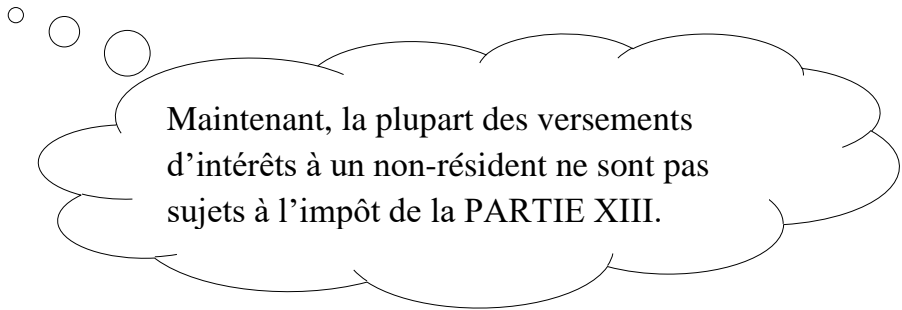 Maintenant, la plupart des versements
d’intérêts à un non-résident ne sont pas
sujets à l’impôt de la PARTIE XIII.